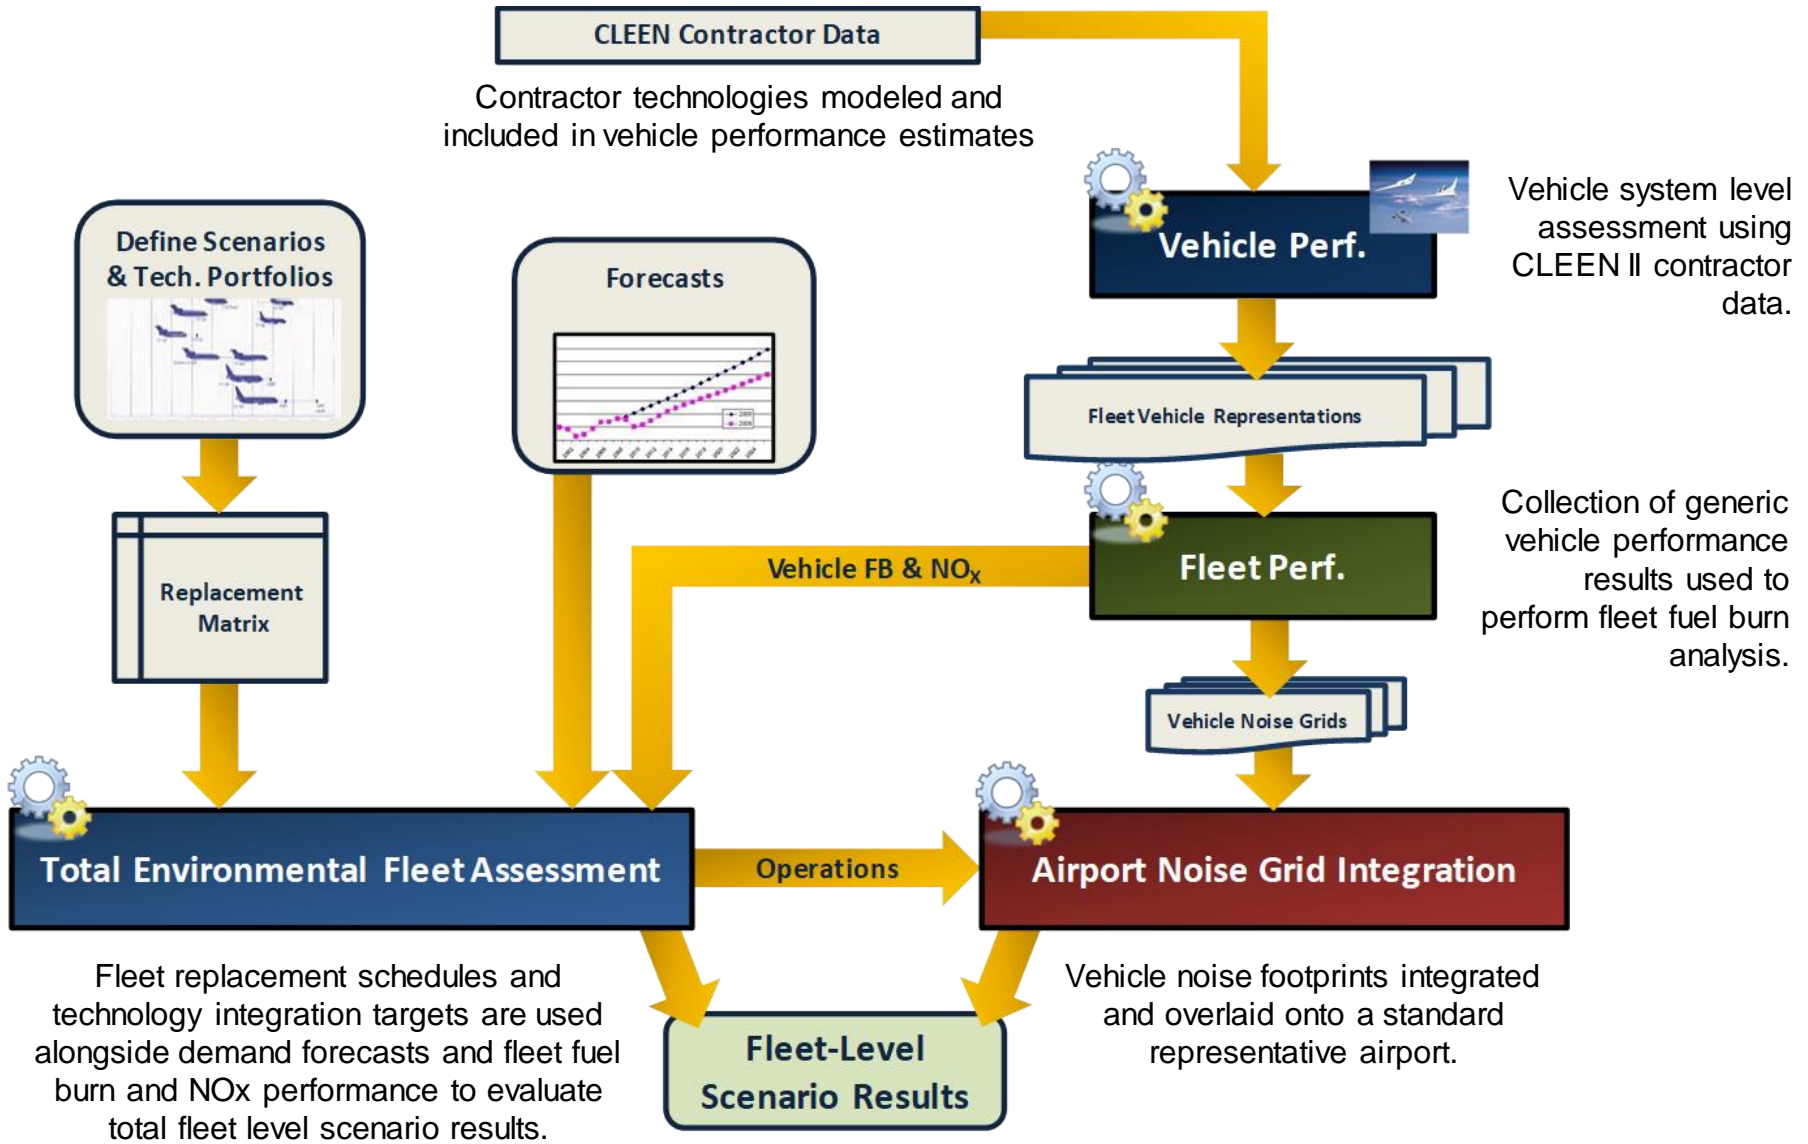 CLEEN Contractor Data
Contractor technologies modeled and
included in vehicle performance estimates
Define Scenarios
& Tech. Portfolios
Forecasts
Vehicle Perf.
Vehicle system level
assessment using
CLEEN II contractor
data.
Fleet Vehicle Representations
Replacement
Matrix
Vehicle FB & NOX
Fleet Perf.
Collection of generic
vehicle performance
results used to
perform fleet fuel burn
analysis.
Vehicle Noise Grids
Total Environmental Fleet Assessment
Operations
Airport Noise Grid Integration
Fleet replacement schedules and
technology integration targets are used
alongside demand forecasts and fleet fuel
burn and NOx performance to evaluate
total fleet level scenario results.
Vehicle noise footprints integrated
and overlaid onto a standard
representative airport.
Fleet-Level
Scenario Results